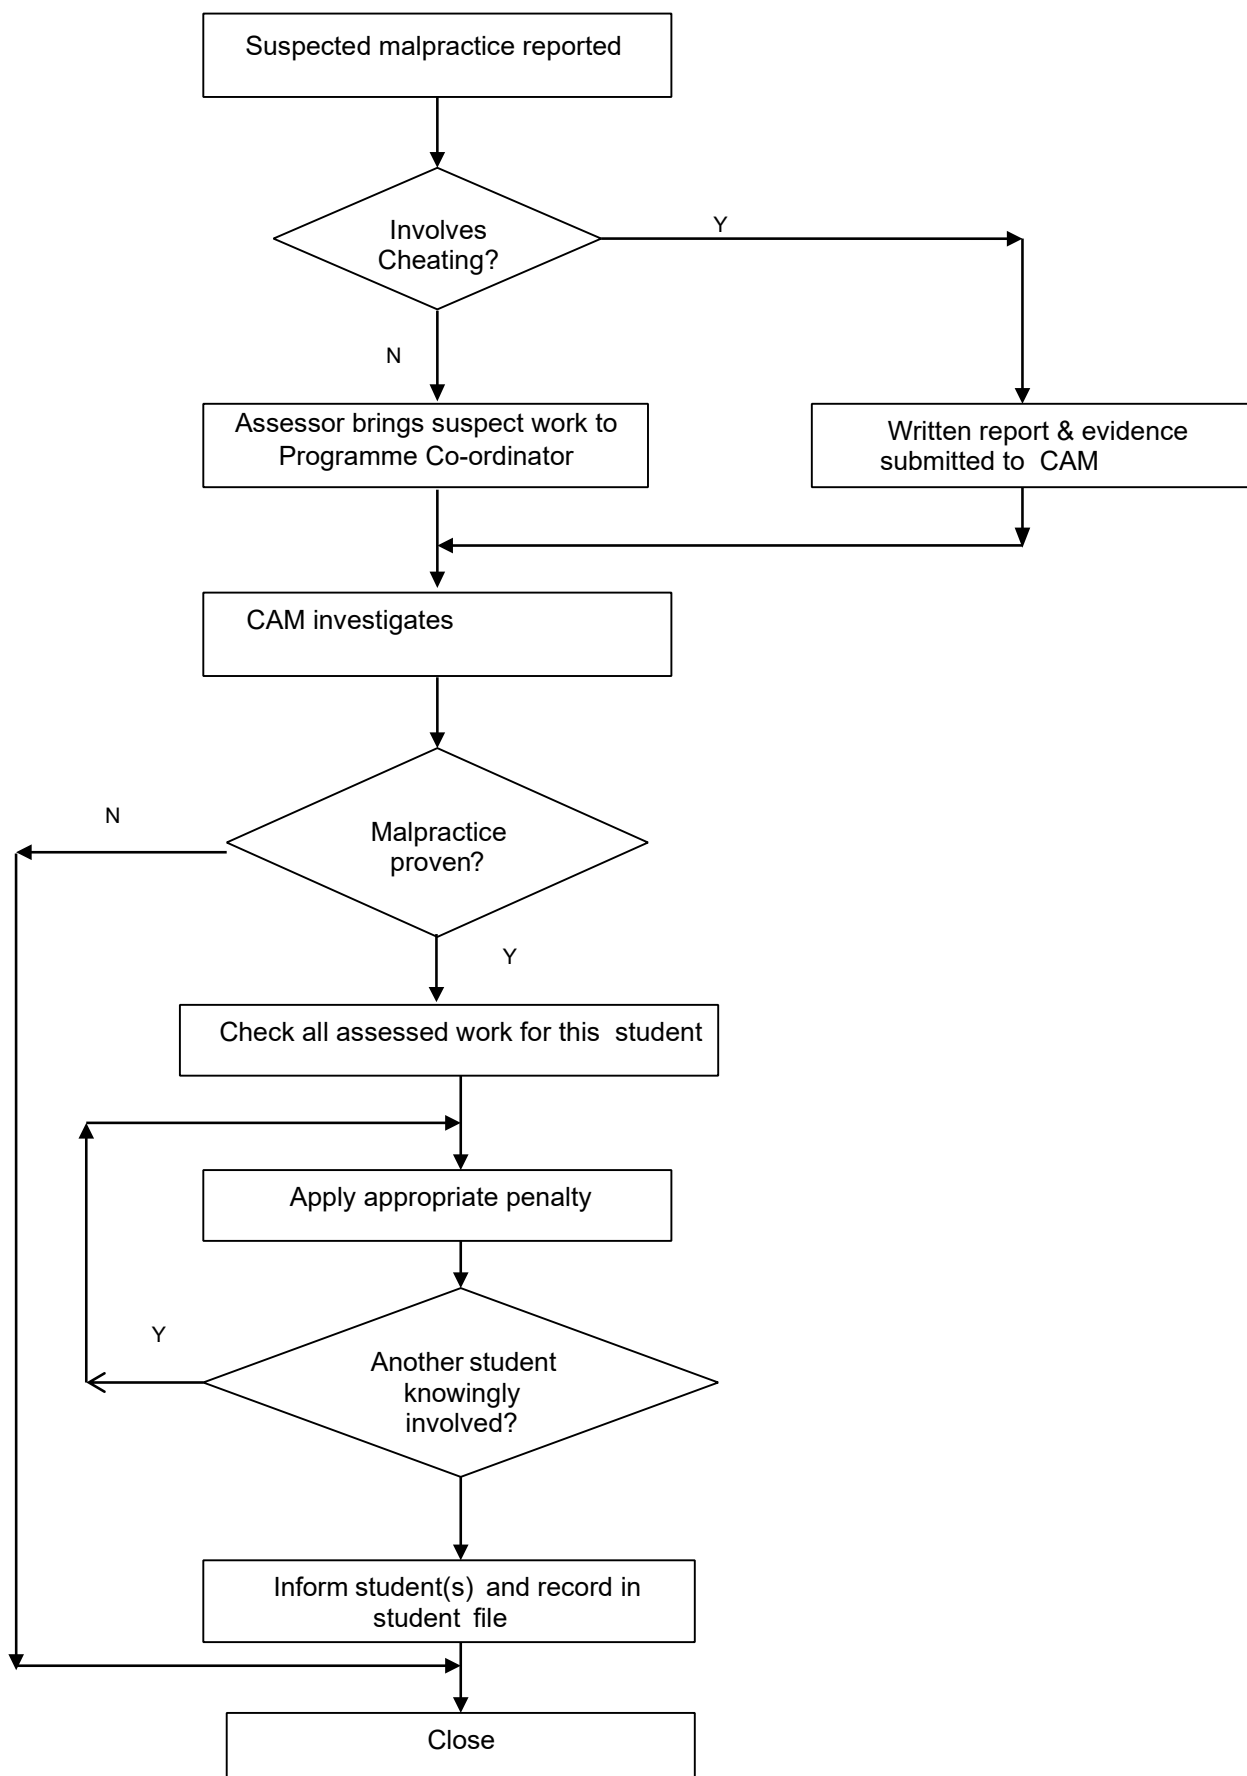 Suspected malpractice reported
Involves
Cheating?
Y
N
Assessor brings suspect work to
Programme Co-ordinator
Written report & evidence
submitted to CAM
CAM investigates
Malpractice
proven?
N
Y
Check all assessed work for this student
Apply appropriate penalty
Another student
knowingly
involved?
Y
Inform student(s) and record in
student file
Close